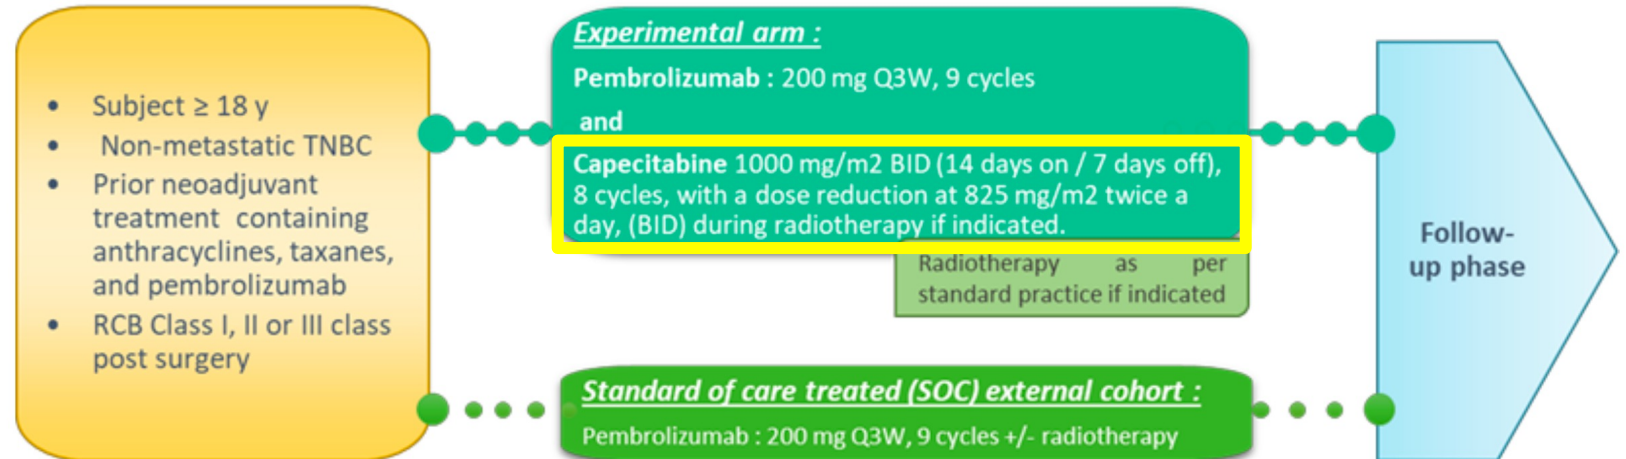 • Subject ≥ 18 y
• Non-metastatic TNBC
• Prior neoadjuvant
treatment containing
anthracyclines, taxanes,
and pembrolizumab
• RCB Class I, II or III class
post surgery
Experimental arm :
Pembrolizumab : 200 mg Q3W, 9 cycles
and
Capecitabine 1000 mg/m2 BID (14 days on / 7 days off),
8 cycles, with a dose reduction at 825 mg/m2 twice a
day, (BID) during radiotherapy if indicated.
Radiotherapy as per
standard practice if indicated
Standard of care treated (SOC) external cohort :
Pembrolizumab : 200 mg Q3W, 9 cycles +/- radiotherapy
Follow-
up phase